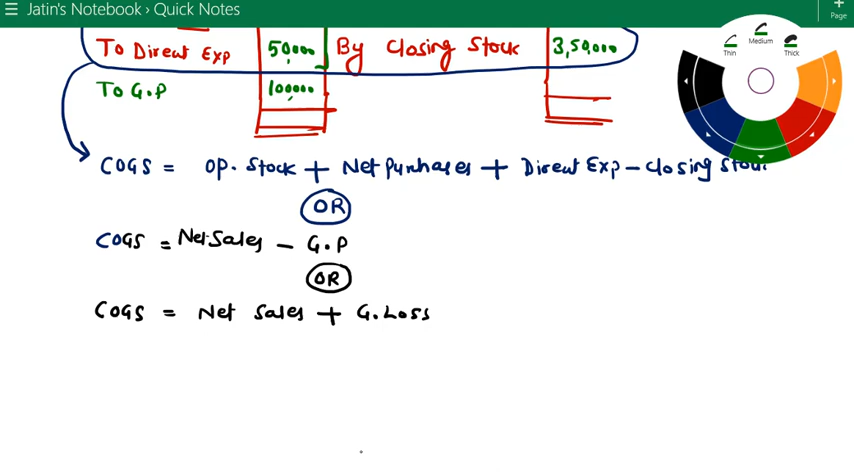 Jatin's Notebook › Quick Notes
Page
Thin Medium Thick
To Direct Exp 50,000 By Closing Stock 3,50,000
To G.P 100,000
COGS = Op. Stock + Net Purchases + Direct Exp - Closing Stock
OR
COGS = Net Sales - G.P
OR
COGS = Net Sales + G.Loss